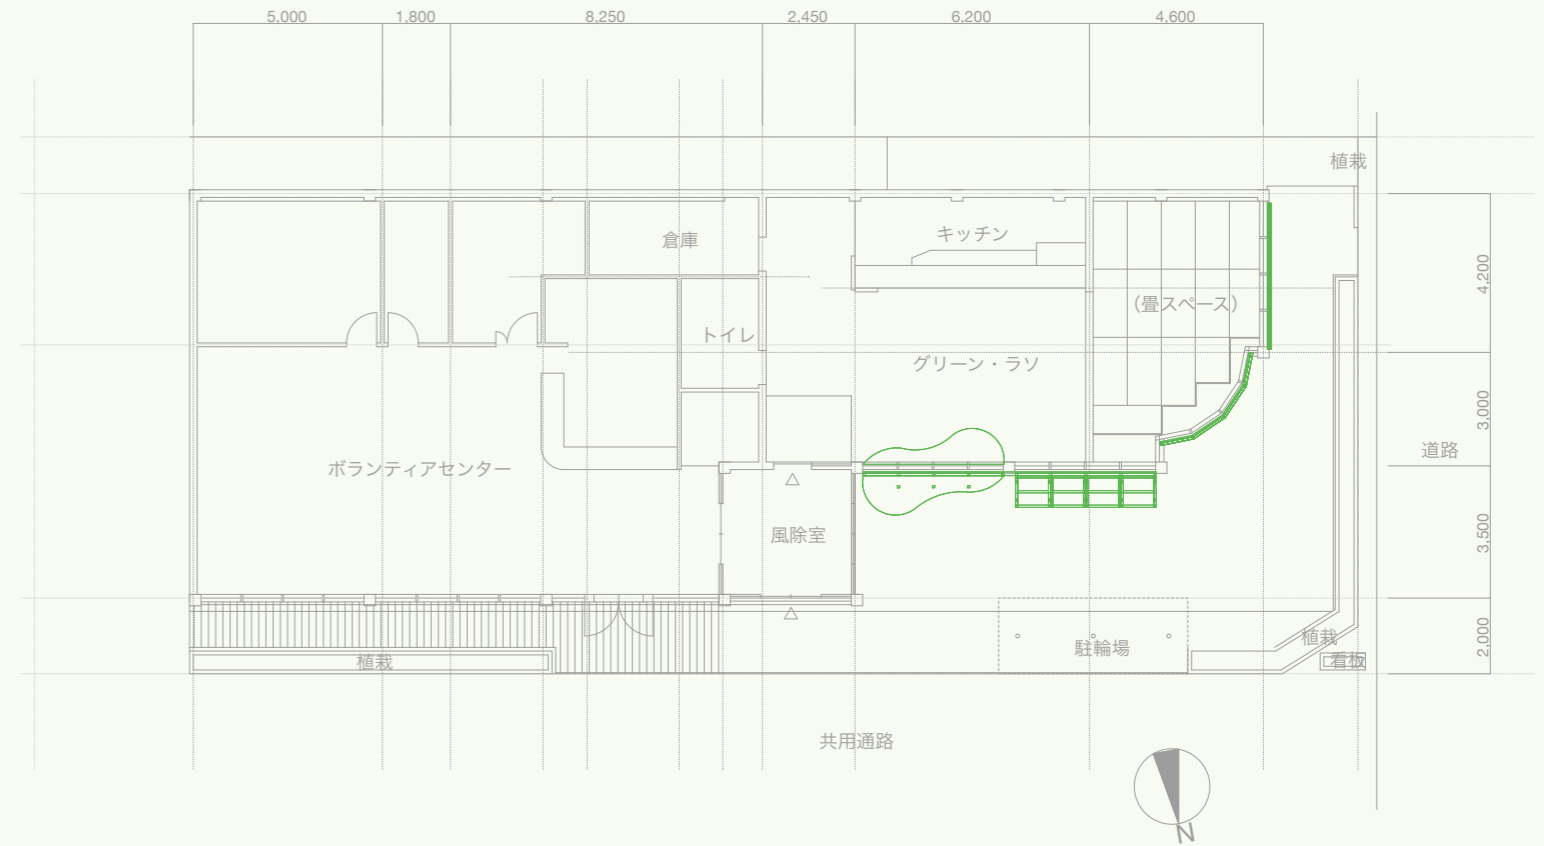 5,000
1,800
8,250
2,450
6,200
4,600
植栽
倉庫
キッチン
4,200
（畳スペース）
トイレ
グリーン・ラソ
3,000
ボランティアセンター
道路
風除室
3,500
植栽
駐輪場
2,000
看板
植栽
共用通路
N